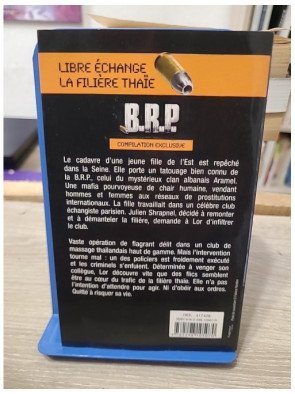 LIBRE ÉCHANGE
LA FILIÈRE THAÏE
B.R.P.
COMPILATION EXCLUSIVE
Le cadavre d'une jeune fille de l'Est est repêché
dans la Seine. Elle porte un tatouage bien connu de
la B.R.P., celui du mystérieux clan albanais Aramel.
Une mafia pourvoyeuse de chair humaine, vendant
hommes et femmes aux réseaux de prostitutions
internationaux. La fille travaillait dans un célèbre club
échangiste parisien. Julien Shrapnel, décidé à remonter
et à démanteler la filière, demande à Lor d'infiltrer
le club.
Vaste opération de flagrant délit dans un club de
massage thaïlandais haut de gamme. Mais l'intervention
tourne mal : un des policiers est froidement exécuté
et les criminels s'enfuient. Déterminée à venger son
collègue, Lor découvre vite que des flics semblent
être au cœur du trafic de la filière thaïe. Elle n'a pas
l'intention d'attendre pour agir. Ni d'obéir aux ordres.
Quitte à risquer sa vie.